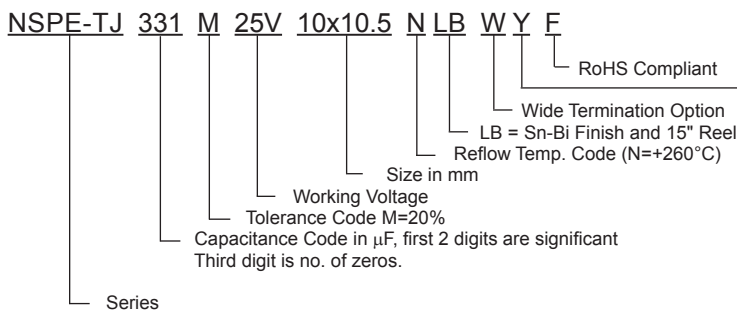 NSPE-TJ 331 M 25V 10x10.5 N LB W Y F
RoHS Compliant
Wide Termination Option
LB = Sn-Bi Finish and 15" Reel
Reflow Temp. Code (N=+260°C)
Size in mm
Working Voltage
Tolerance Code M=20%
Capacitance Code in μF, first 2 digits are significant
Third digit is no. of zeros.
Series